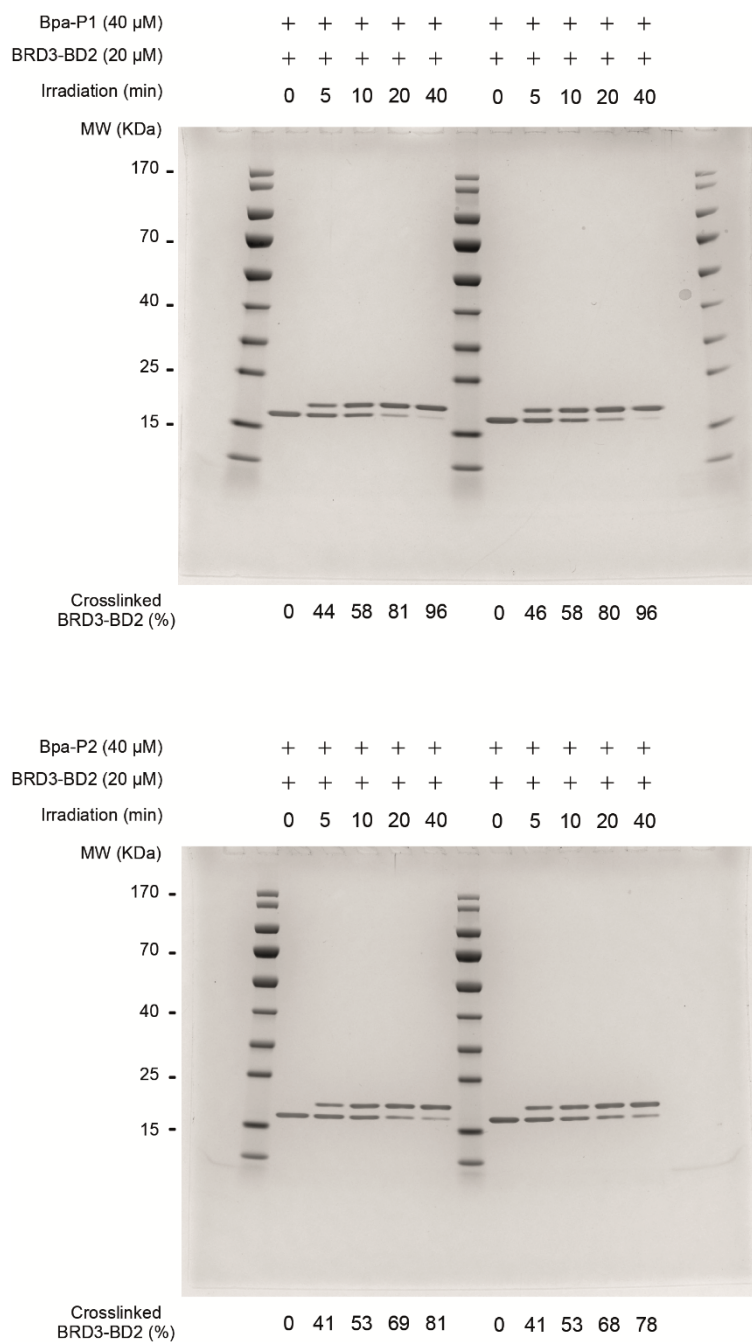 Bpa-P1 (40 µM) + + + + + + + + + +
BRD3-BD2 (20 µM) + + + + + + + + + +
Irradiation (min) 0 5 10 20 40 0 5 10 20 40
MW (KDa)
170 -
70 -
40 -
25 -
15 -
Crosslinked
BRD3-BD2 (%) 0 44 58 81 96 0 46 58 80 96
Bpa-P2 (40 µM) + + + + + + + + + +
BRD3-BD2 (20 µM) + + + + + + + + + +
Irradiation (min) 0 5 10 20 40 0 5 10 20 40
MW (KDa)
170 -
70 -
40 -
25 -
15 -
Crosslinked
BRD3-BD2 (%) 0 41 53 69 81 0 41 53 68 78